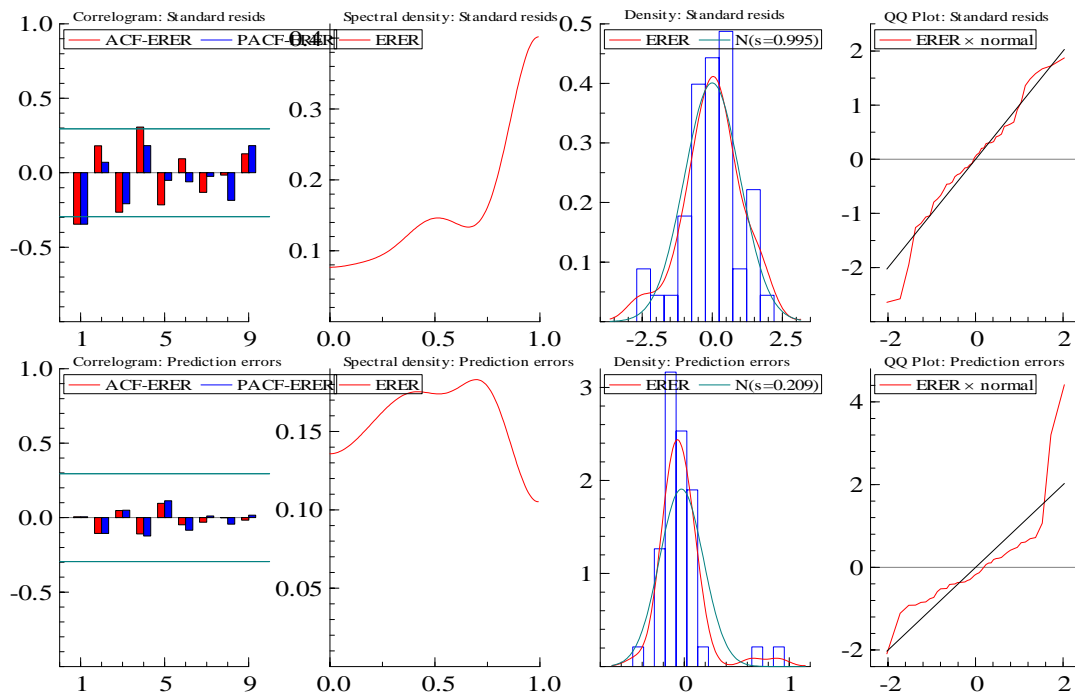 Correlogram: Standard resids
ACF-ERER PACF-ERER
1.0
0.5
0.0
-0.5
1 5 9
Spectral density: Standard resids
ERER
0.4
0.3
0.2
0.1
0.0 0.5 1.0
Density: Standard resids
ERER N(s=0.995)
0.5
0.4
0.3
0.2
0.1
-2.5 0.0 2.5
QQ Plot: Standard resids
ERER × normal
2
1
0
-1
-2
-2 0 2
Correlogram: Prediction errors
ACF-ERER PACF-ERER
1.0
0.5
0.0
-0.5
1 5 9
Spectral density: Prediction errors
ERER
0.15
0.10
0.05
0.0 0.5 1.0
Density: Prediction errors
ERER N(s=0.209)
3
2
1
0 1
QQ Plot: Prediction errors
ERER × normal
4
2
0
-2
-2 0 2